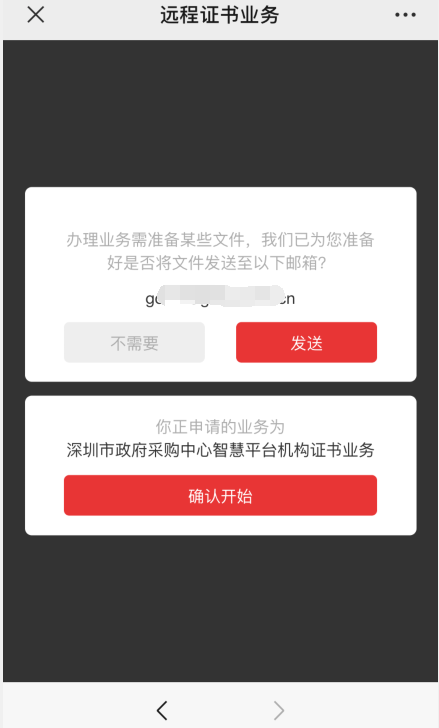 远程证书业务
办理业务需准备某些文件，我们已为您准备
好是否将文件发送至以下邮箱？
不需要
发送
你正申请的业务为
深圳市政府采购中心智慧平台机构证书业务
确认开始